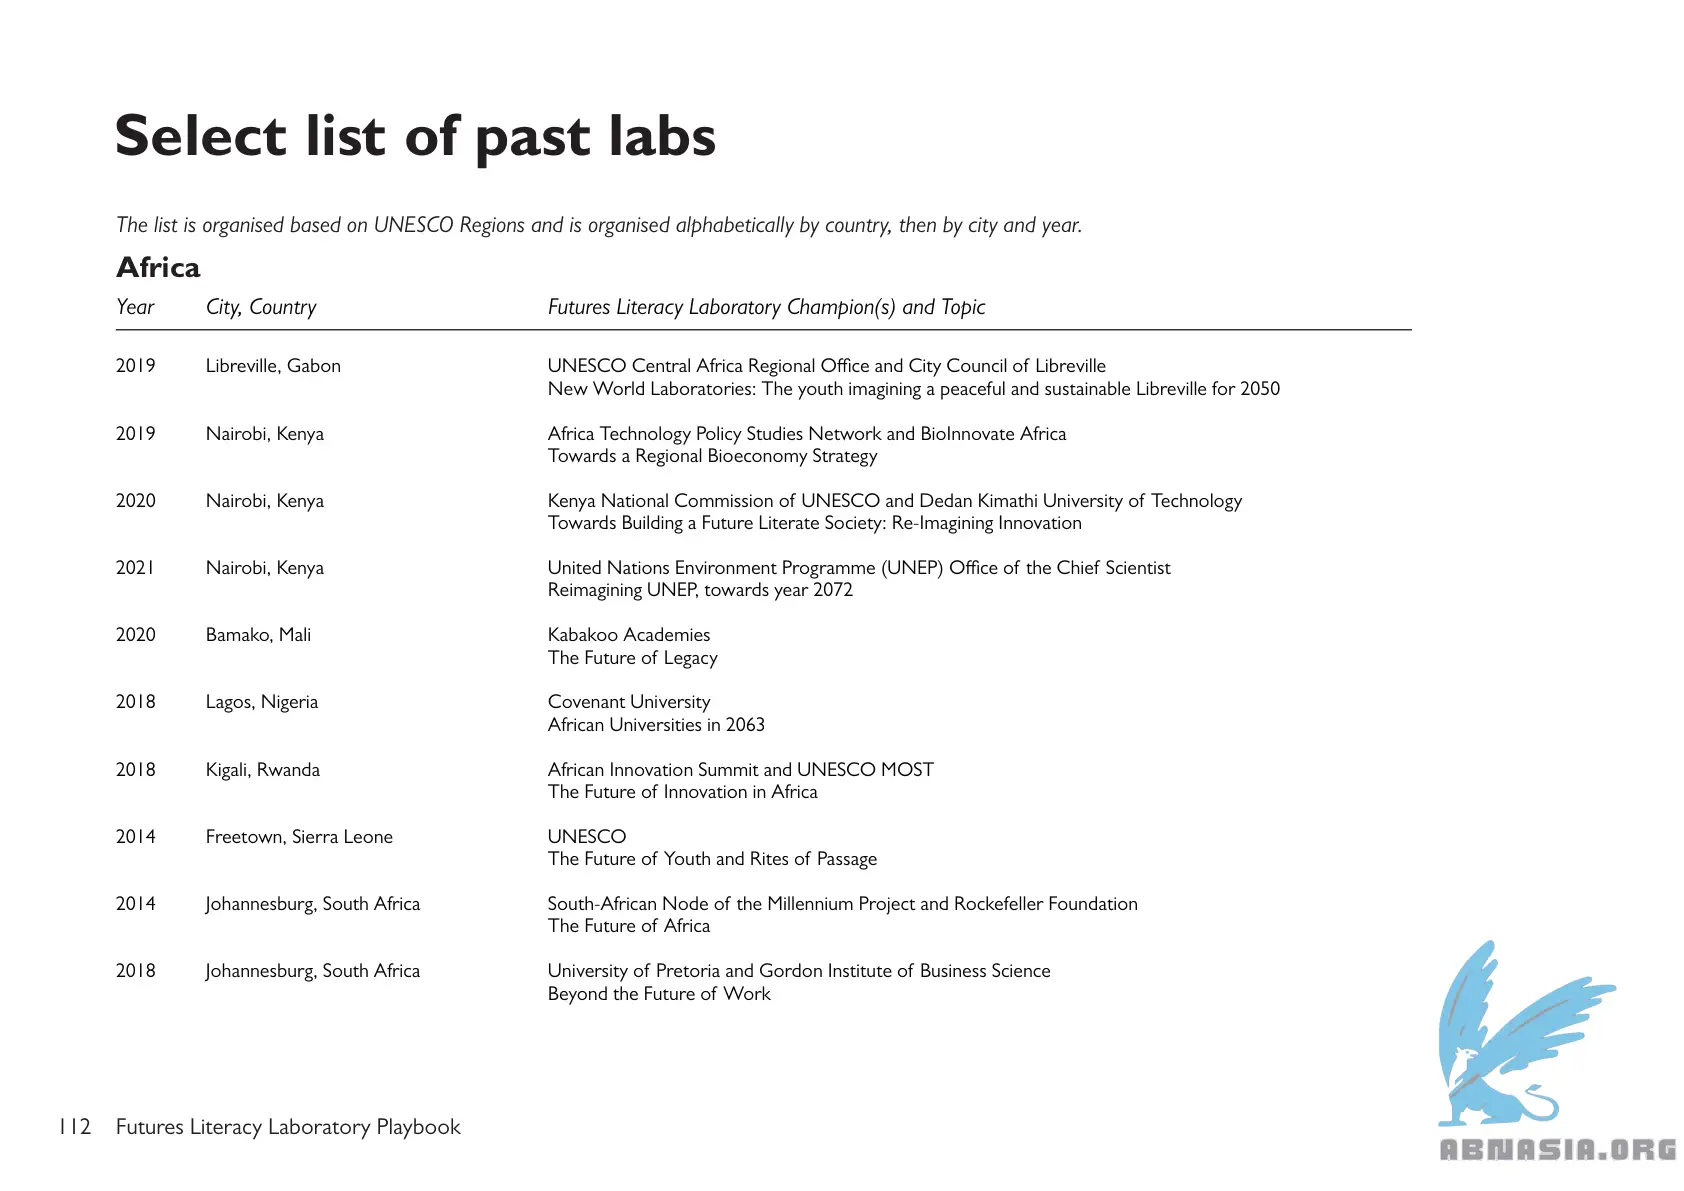 Select list of past labs
The list is organised based on UNESCO Regions and is organised alphabetically by country, then by city and year.
Africa
Year City, Country Futures Literacy Laboratory Champion(s) and Topic
2019 Libreville, Gabon UNESCO Central Africa Regional Office and City Council of Libreville
New World Laboratories: The youth imagining a peaceful and sustainable Libreville for 2050
2019 Nairobi, Kenya Africa Technology Policy Studies Network and BioInnovate Africa
Towards a Regional Bioeconomy Strategy
2020 Nairobi, Kenya Kenya National Commission of UNESCO and Dedan Kimathi University of Technology
Towards Building a Future Literate Society: Re-Imagining Innovation
2021 Nairobi, Kenya United Nations Environment Programme (UNEP) Office of the Chief Scientist
Reimagining UNEP, towards year 2072
2020 Bamako, Mali Kabakoo Academies
The Future of Legacy
2018 Lagos, Nigeria Covenant University
African Universities in 2063
2018 Kigali, Rwanda African Innovation Summit and UNESCO MOST
The Future of Innovation in Africa
2014 Freetown, Sierra Leone UNESCO
The Future of Youth and Rites of Passage
2014 Johannesburg, South Africa South-African Node of the Millennium Project and Rockefeller Foundation
The Future of Africa
2018 Johannesburg, South Africa University of Pretoria and Gordon Institute of Business Science
Beyond the Future of Work
112 Futures Literacy Laboratory Playbook
ABNASIA.ORG